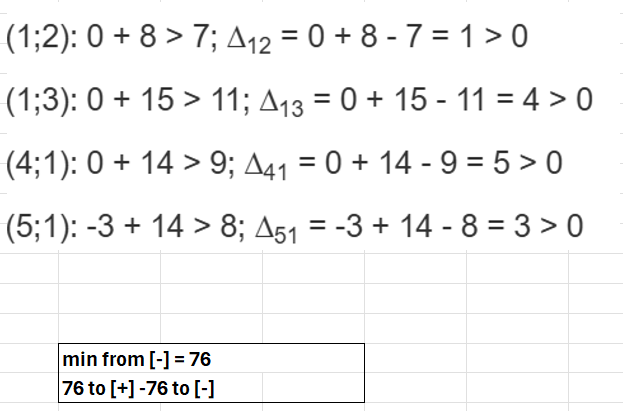 (1;2): 0 + 8 > 7; Δ₁₂ = 0 + 8 - 7 = 1 > 0
(1;3): 0 + 15 > 11; Δ₁₃ = 0 + 15 - 11 = 4 > 0
(4;1): 0 + 14 > 9; Δ₄₁ = 0 + 14 - 9 = 5 > 0
(5;1): -3 + 14 > 8; Δ₅₁ = -3 + 14 - 8 = 3 > 0
min from [-] = 76
76 to [+] -76 to [-]